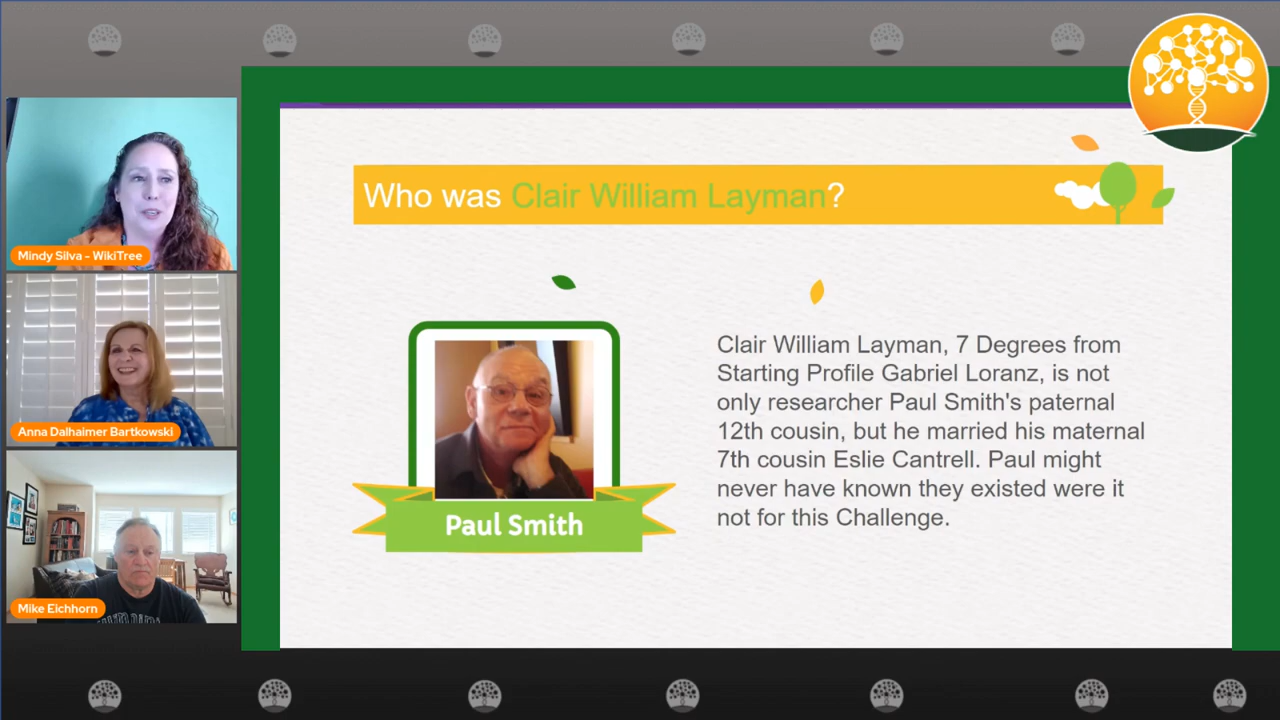 Who was Clair William Layman?
Mindy Silva - WikiTree
Anna Dalhaimer Bartkowski
Mike Eichhorn
Paul Smith
Clair William Layman, 7 Degrees from
Starting Profile Gabriel Loranz, is not
only researcher Paul Smith's paternal
12th cousin, but he married his maternal
7th cousin Eslie Cantrell. Paul might
never have known they existed were it
not for this Challenge.